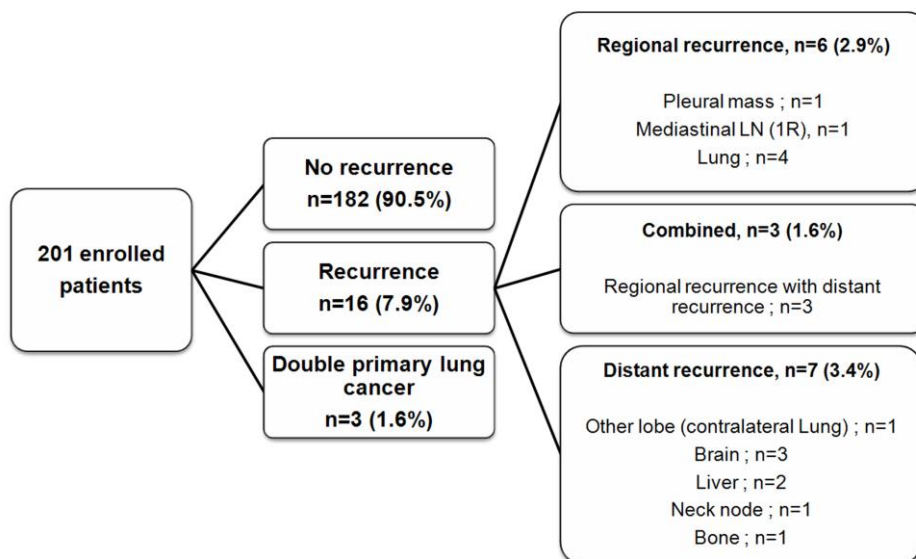 201 enrolled
patients
No recurrence
n=182 (90.5%)
Recurrence
n=16 (7.9%)
Double primary lung
cancer
n=3 (1.6%)
Regional recurrence, n=6 (2.9%)
Pleural mass ; n=1
Mediastinal LN (1R), n=1
Lung ; n=4
Combined, n=3 (1.6%)
Regional recurrence with distant
recurrence ; n=3
Distant recurrence, n=7 (3.4%)
Other lobe (contralateral Lung) ; n=1
Brain ; n=3
Liver ; n=2
Neck node ; n=1
Bone ; n=1